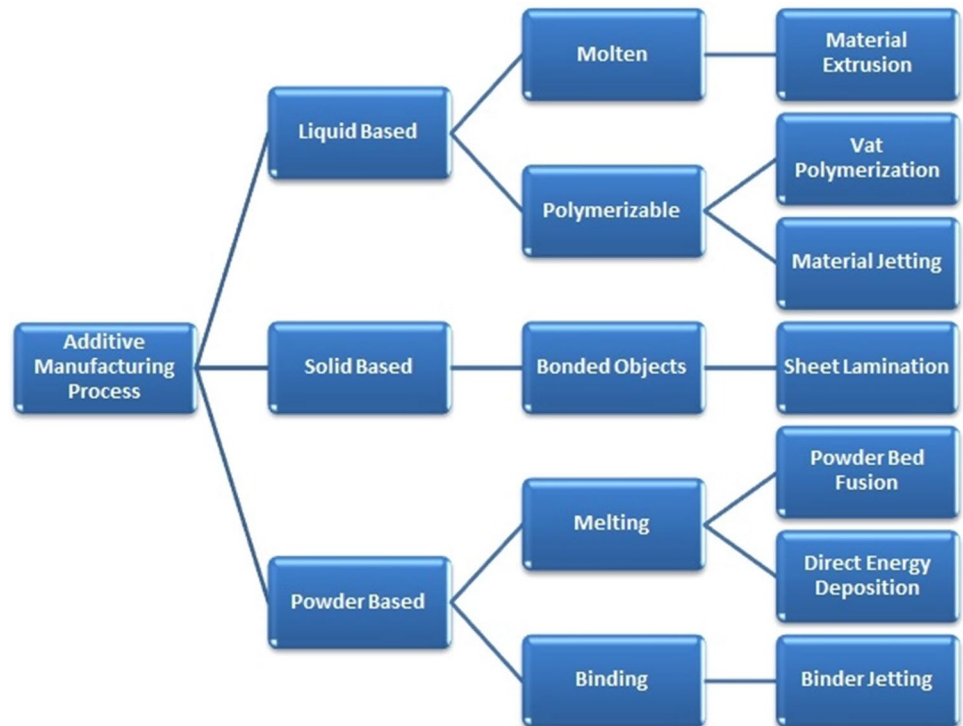 Molten
Material
Extrusion
Liquid Based
Vat
Polymerization
Polymerizable
Material Jetting
Additive
Manufacturing
Process
Solid Based
Bonded Objects
Sheet Lamination
Powder Bed
Fusion
Melting
Direct Energy
Deposition
Powder Based
Binding
Binder Jetting